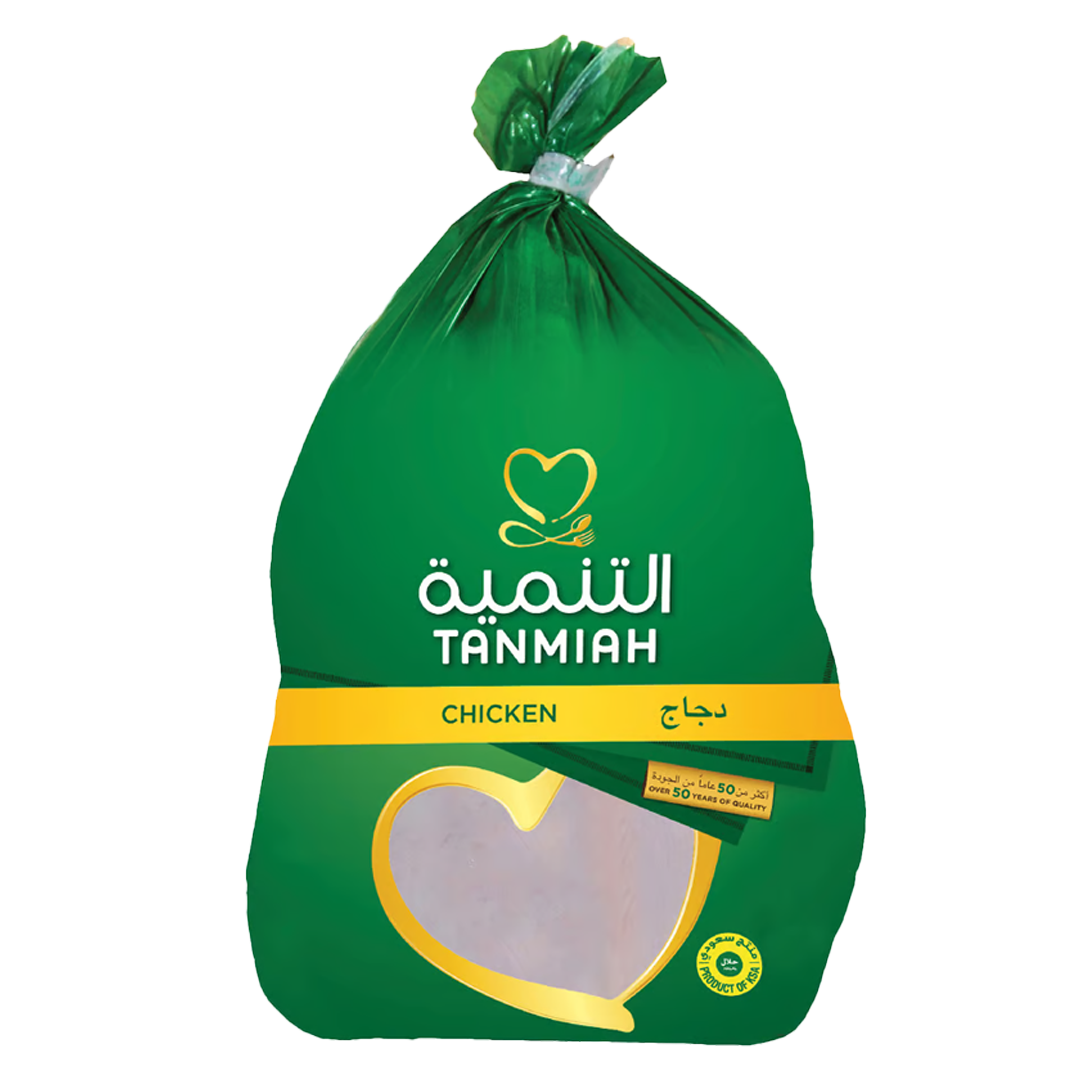 التنمية
TANMIAH
CHICKEN دجاج
أكثر من 50 عاماً من الجودة
OVER 50 YEARS OF QUALITY
منتج سعودي
حلال
PRODUCT OF KSA